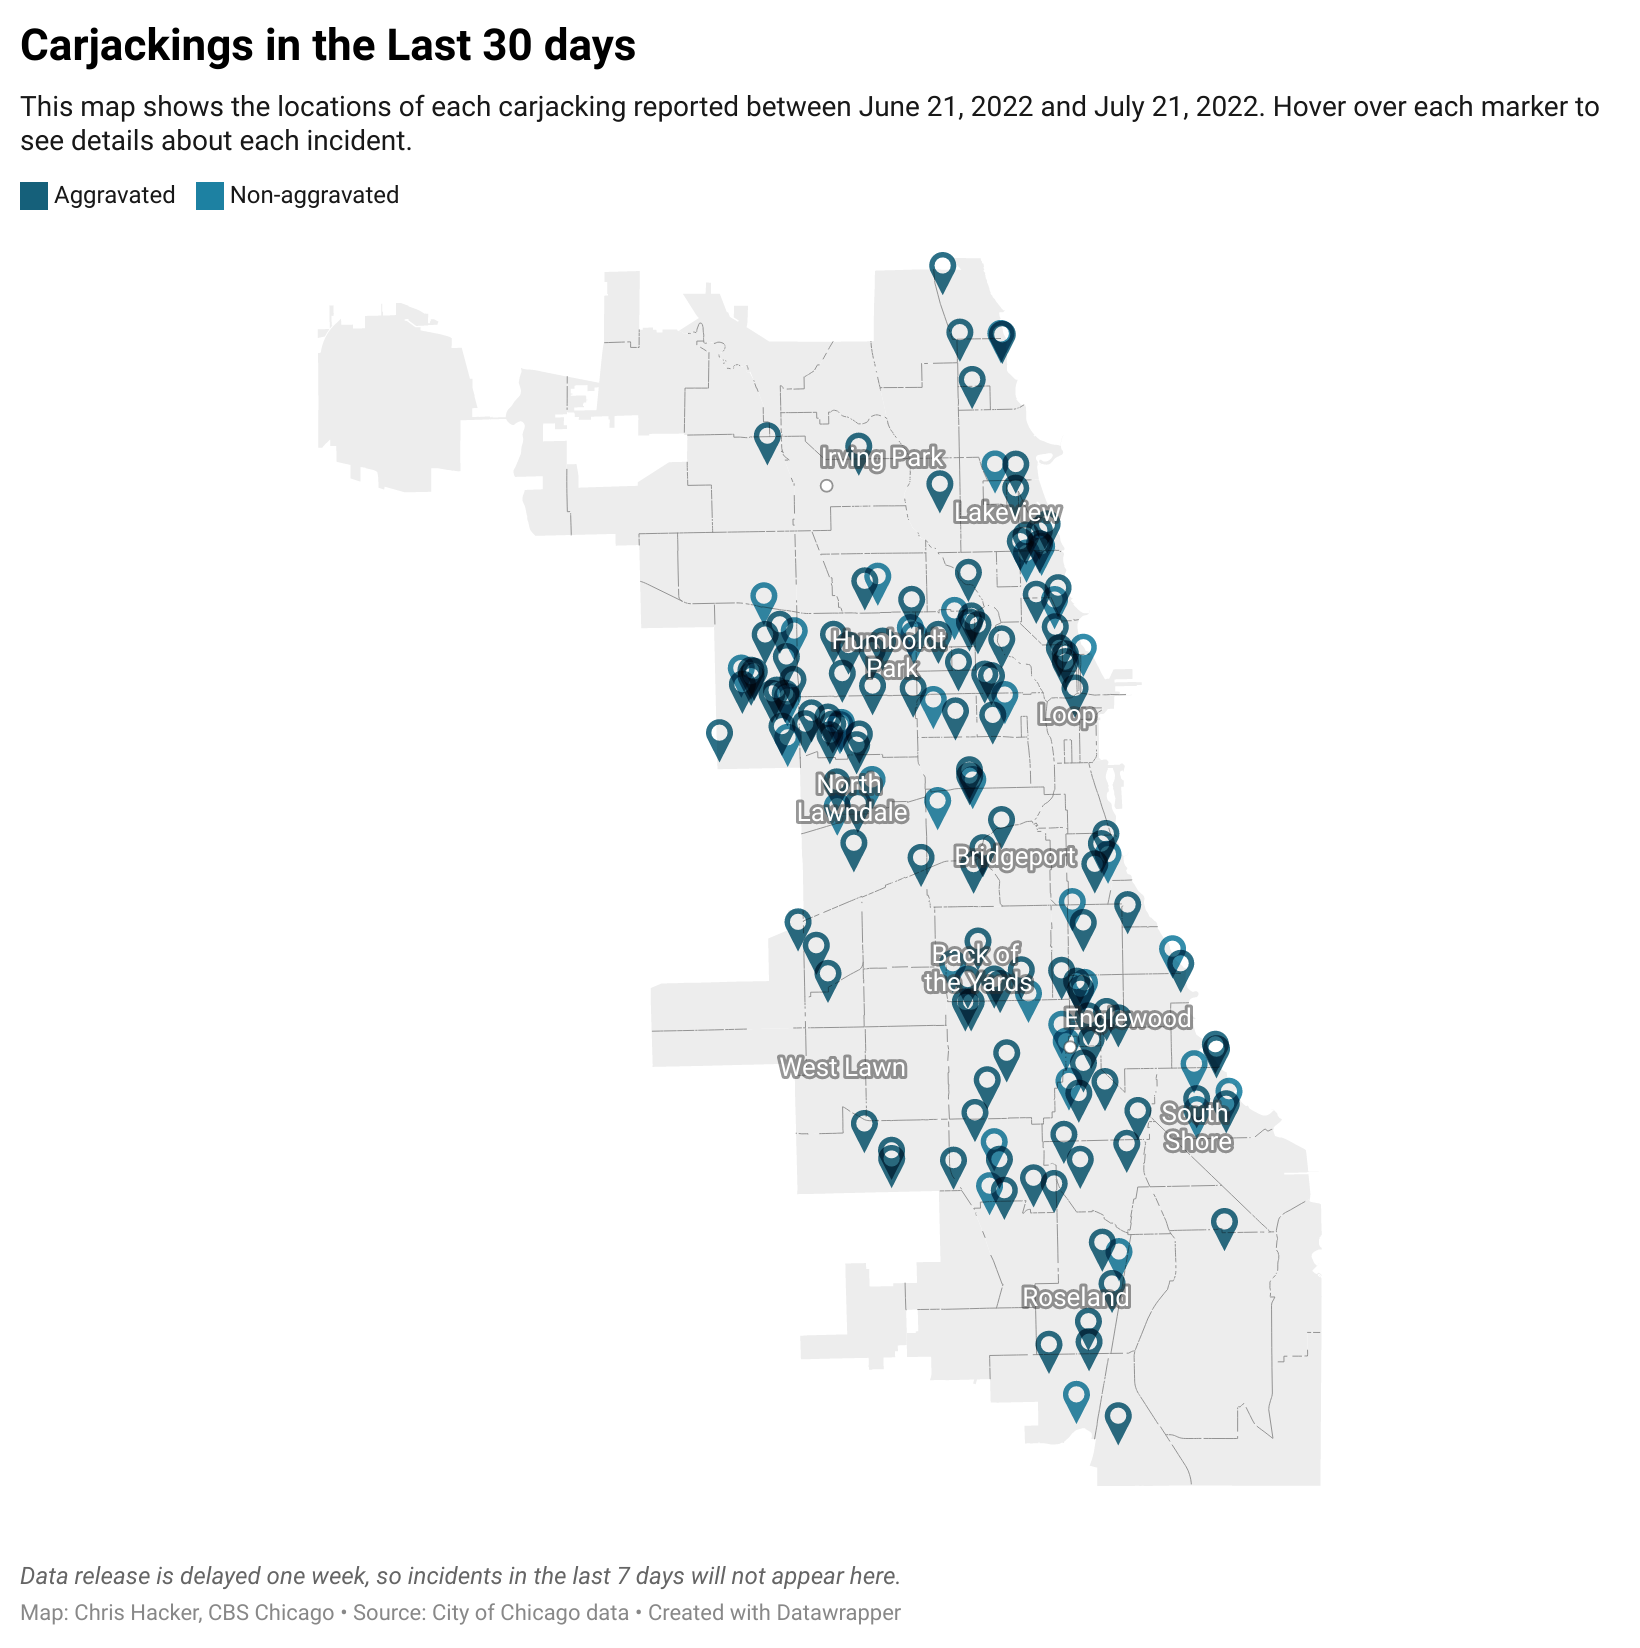 Carjackings in the Last 30 days
This map shows the locations of each carjacking reported between June 21, 2022 and July 21, 2022. Hover over each marker to
see details about each incident.
Aggravated
Non-aggravated
Irving Park
Lakeview
Humboldt
Park
Loop
North
Lawndale
Bridgeport
Back of
the Yards
Englewood
West Lawn
South
Shore
Roseland
Data release is delayed one week, so incidents in the last 7 days will not appear here.
Map: Chris Hacker, CBS Chicago • Source: City of Chicago data • Created with Datawrapper